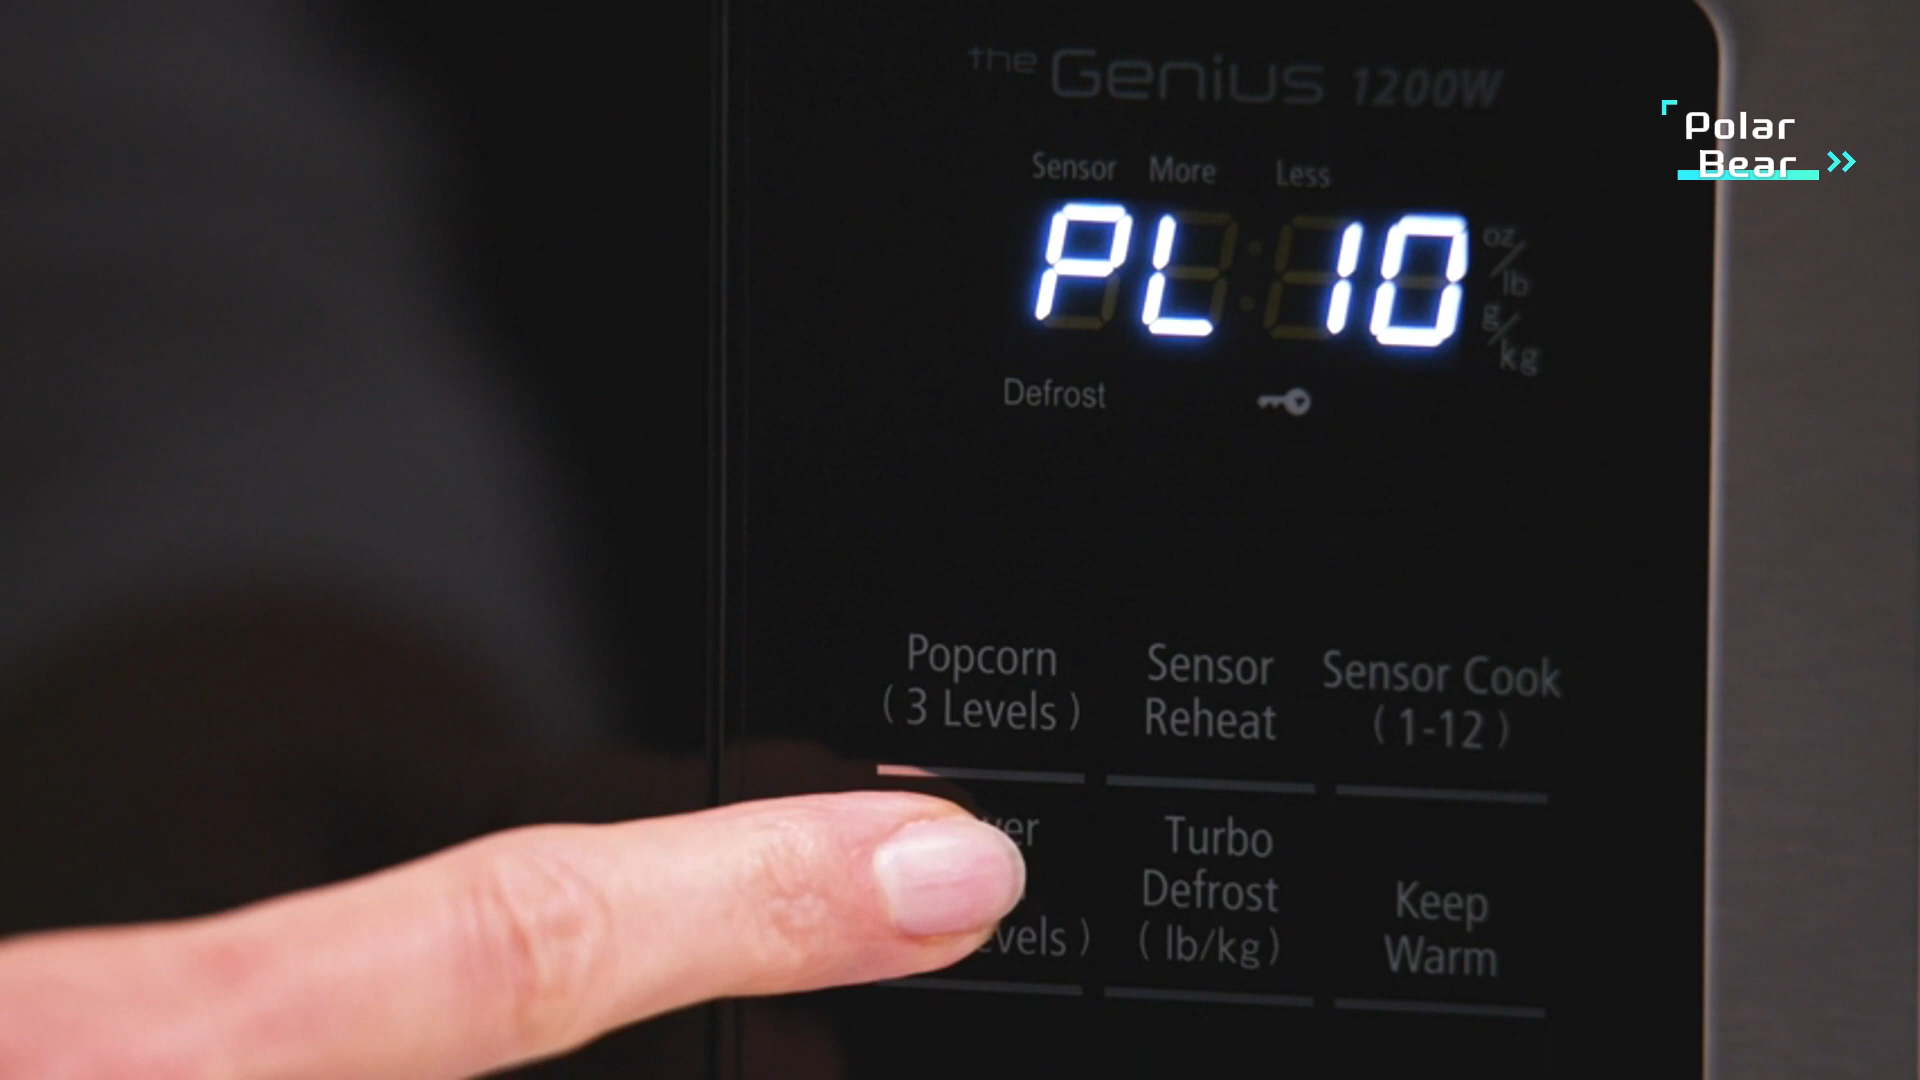 the Genius 1200W
Polar
Bear
Sensor More Less
PL 10
oz/lb
g/kg
Defrost
Popcorn
( 3 Levels )
Sensor
Reheat
Sensor Cook
( 1-12 )
Turbo
Defrost
( lb/kg )
Keep
Warm